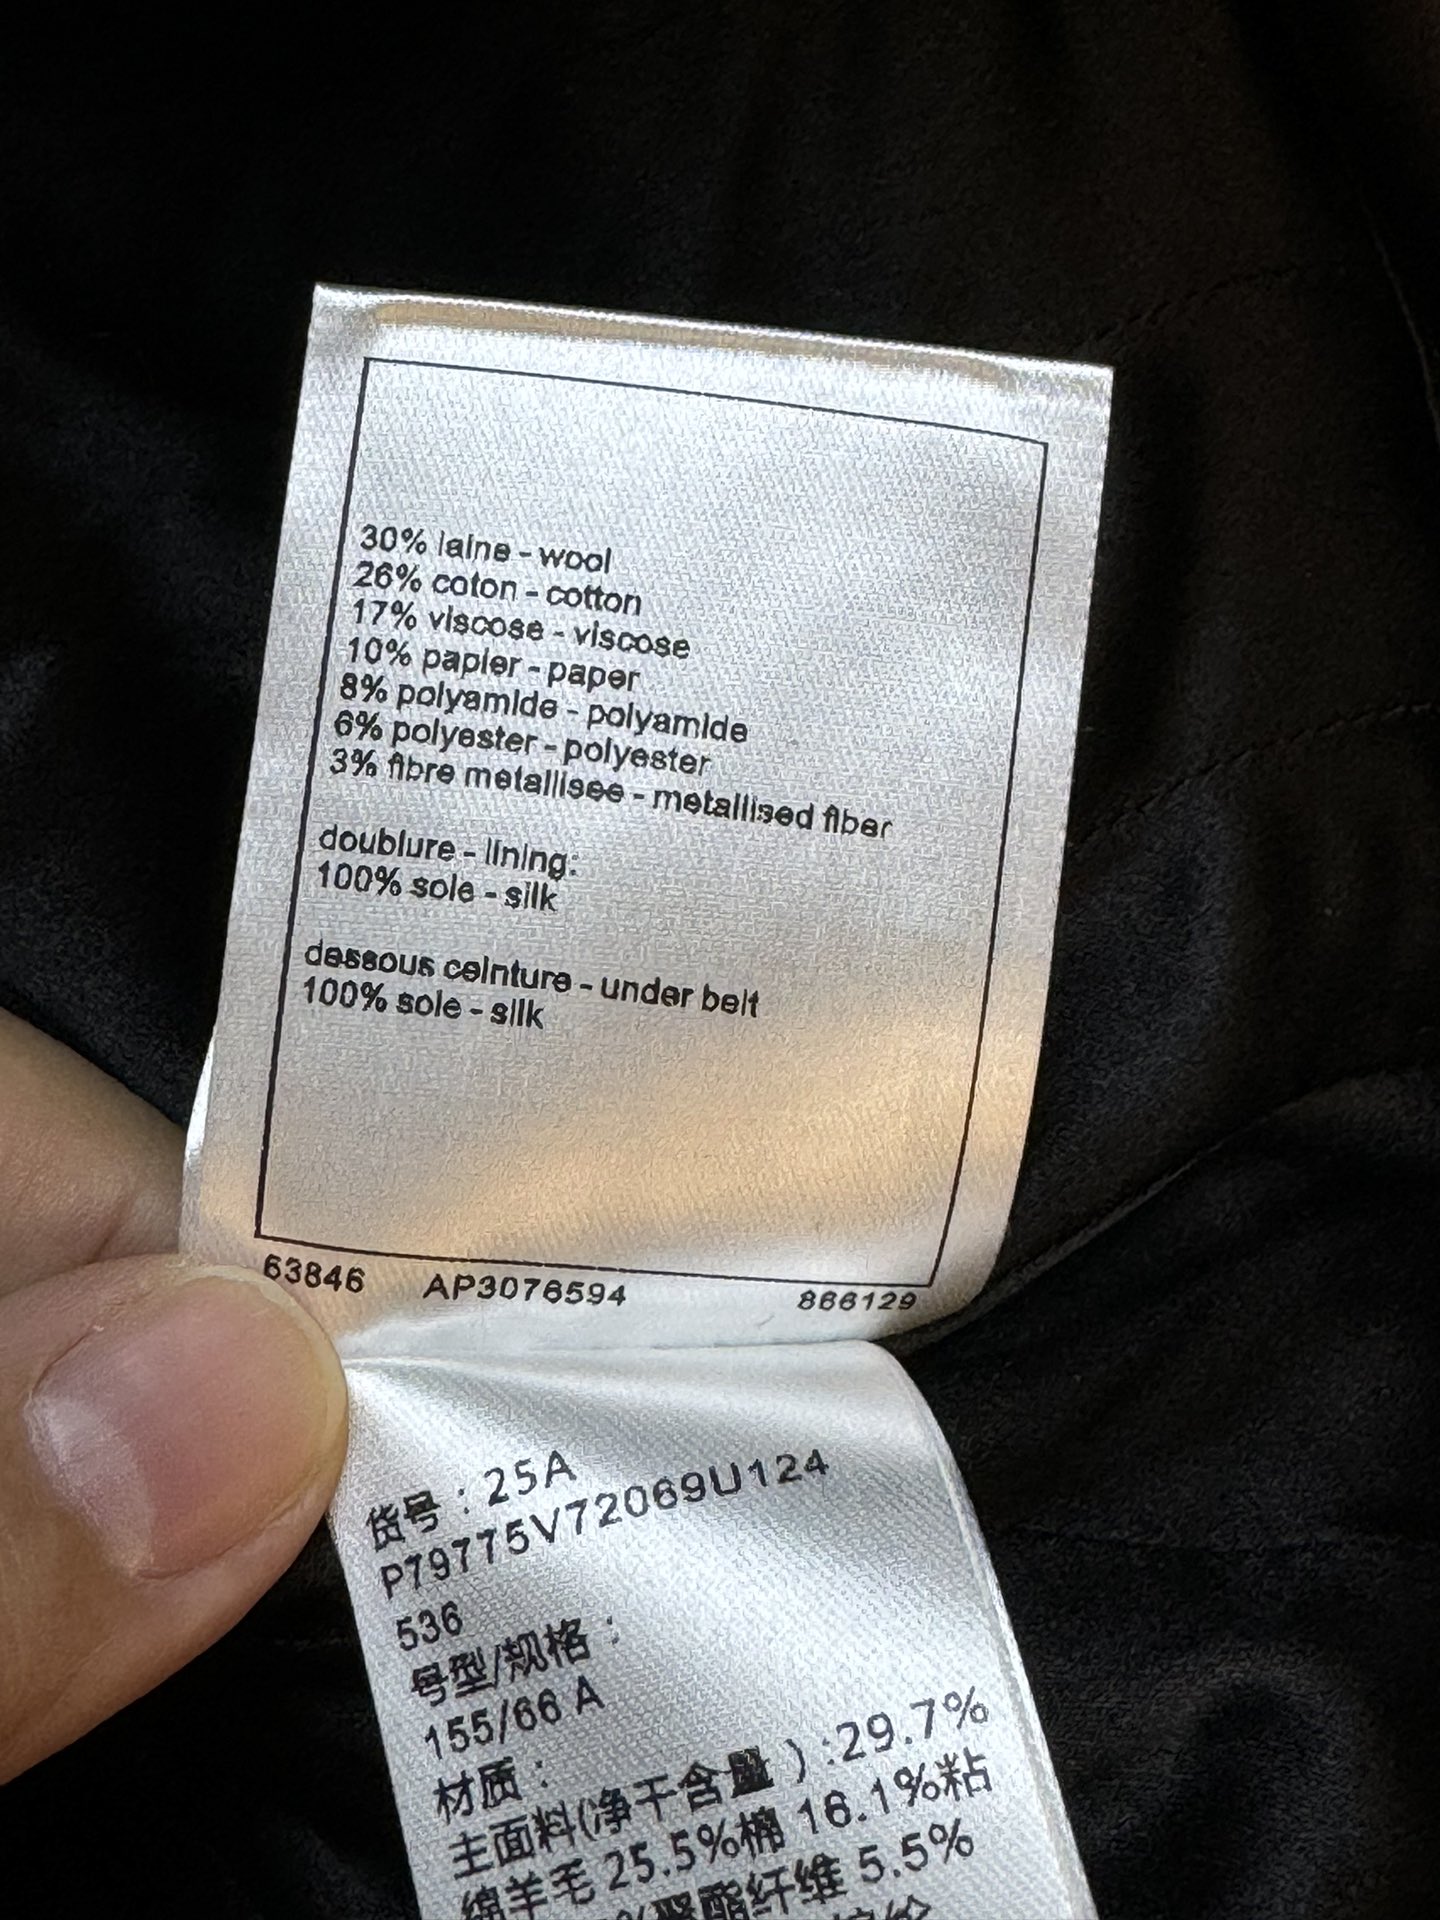 30% laine - wool
26% coton - cotton
17% viscose - viscose
10% papier - paper
8% polyamide - polyamide
6% polyester - polyester
3% fibre metallisee - metallised fiber
doublure - lining:
100% soie - silk
dessous ceinture - under belt
100% soie - silk
63846 AP3076594 866129
货号：25A
P79775V72069U124
536
号型/规格：
155/66 A
材质：
主面料(净干含量）:29.7%
绵羊毛 25.5%棉 16.1%粘
%聚酯纤维 5.5%